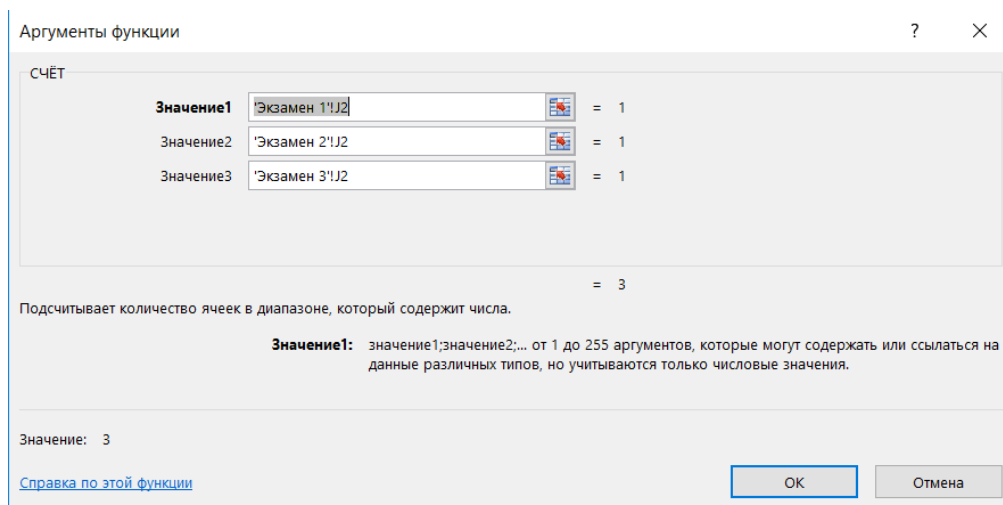 Аргументы функции ? ×
СЧЁТ
Значение1 'Экзамен 1'!J2 = 1
Значение2 'Экзамен 2'!J2 = 1
Значение3 'Экзамен 3'!J2 = 1
= 3
Подсчитывает количество ячеек в диапазоне, который содержит числа.
Значение1: значение1;значение2;... от 1 до 255 аргументов, которые могут содержать или ссылаться на
данные различных типов, но учитываются только числовые значения.
Значение: 3
Справка по этой функции ОК Отмена